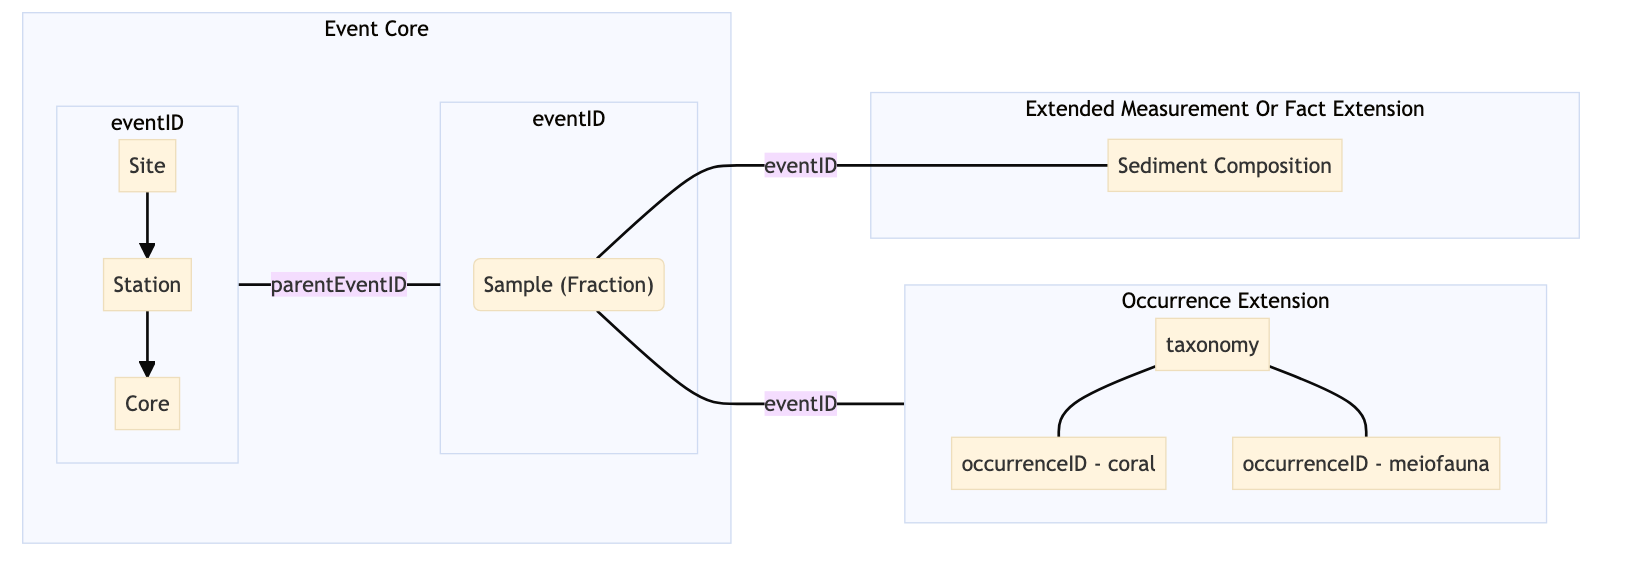 Event Core
eventID
Site
Station
Core
parentEventID
eventID
Sample (Fraction)
eventID
eventID
Extended Measurement Or Fact Extension
Sediment Composition
Occurrence Extension
taxonomy
occurrenceID - coral
occurrenceID - meiofauna